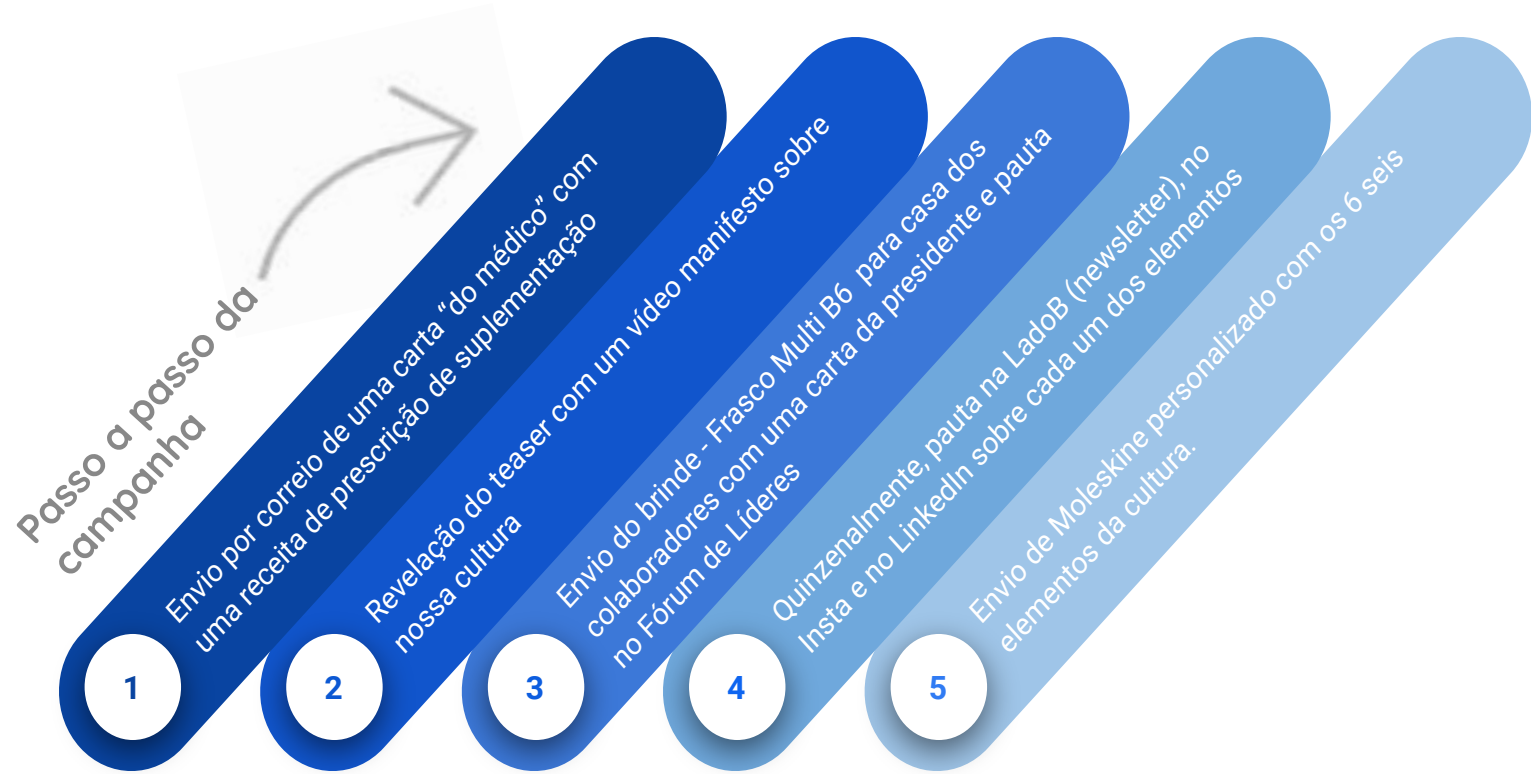 Passo a passo da
campanha
1
Envio por correio de uma carta “do médico” com
uma receita de prescrição de suplementação
2
Revelação do teaser com um vídeo manifesto sobre
nossa cultura
3
Envio do brinde - Frasco Multi B6  para casa dos
colaboradores com uma carta da presidente e pauta
no Fórum de Líderes
4
Quinzenalmente, pauta na LadoB (newsletter), no
Insta e no LinkedIn sobre cada um dos elementos
5
Envio de Moleskine personalizado com os 6 seis
elementos da cultura.